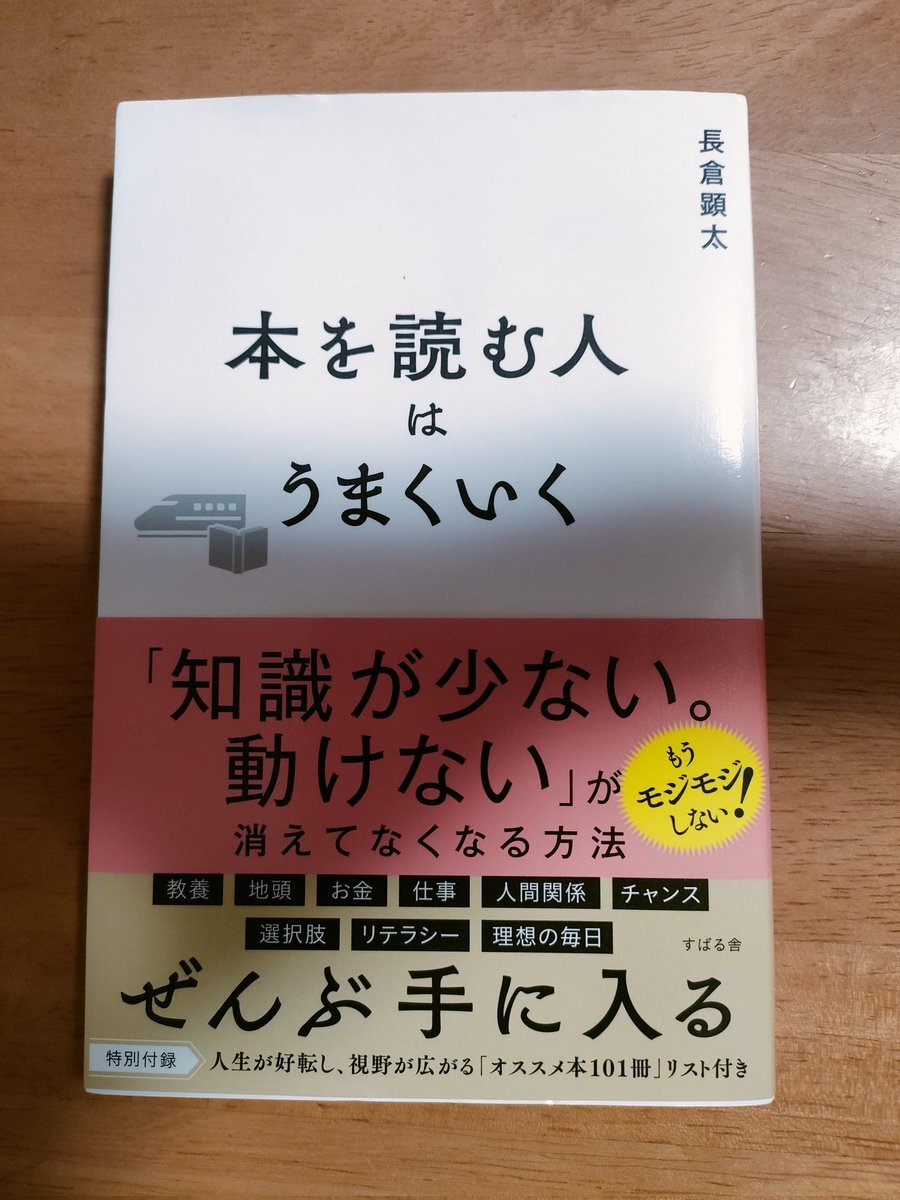 長倉顕太
本を読む人
は
うまくいく
「知識が少ない。
動けない」が
消えてなくなる方法
もう
モジモジ
しない!
教養 地頭 お金 仕事 人間関係 チャンス
選択肢 リテラシー 理想の毎日
すばる舎
ぜんぶ手に入る
特別付録 人生が好転し、視野が広がる「オススメ本101冊」リスト付き